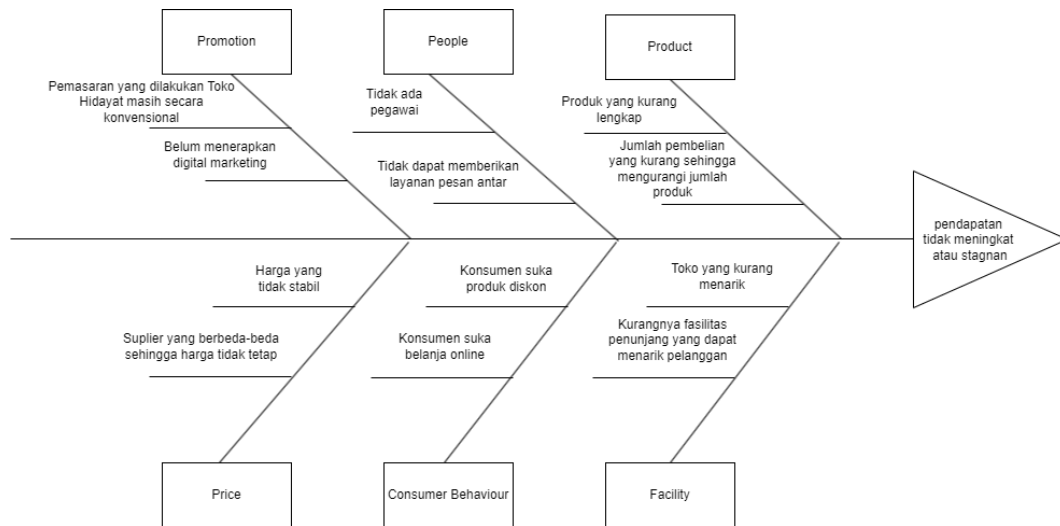 Promotion
People
Product
Pemasaran yang dilakukan Toko
Hidayat masih secara
konvensional
Belum menerapkan
digital marketing
Tidak ada
pegawai
Tidak dapat memberikan
layanan pesan antar
Produk yang kurang
lengkap
Jumlah pembelian
yang kurang sehingga
mengurangi jumlah
produk
pendapatan
tidak meningkat
atau stagnan
Harga yang
tidak stabil
Suplier yang berbeda-beda
sehingga harga tidak tetap
Konsumen suka
produk diskon
Konsumen suka
belanja online
Toko yang kurang
menarik
Kurangnya fasilitas
penunjang yang dapat
menarik pelanggan
Price
Consumer Behaviour
Facility